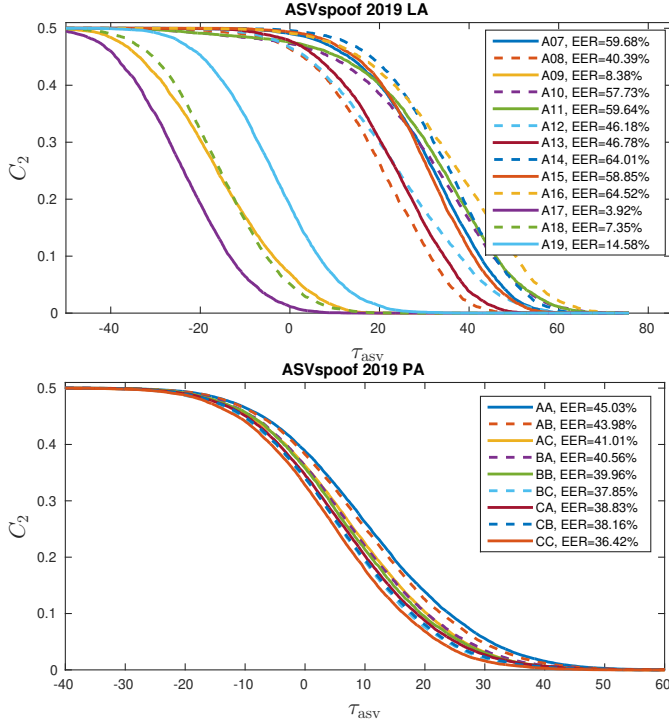 ASVspoof 2019 LA
0.5
0.4
0.3
0.2
0.1
0
C2
A07, EER=59.68%
A08, EER=40.39%
A09, EER=8.38%
A10, EER=57.73%
A11, EER=59.64%
A12, EER=46.18%
A13, EER=46.78%
A14, EER=64.01%
A15, EER=58.85%
A16, EER=64.52%
A17, EER=3.92%
A18, EER=7.35%
A19, EER=14.58%
-40 -20 0 20 40 60 80
τasv
ASVspoof 2019 PA
0.5
0.4
0.3
0.2
0.1
0
C2
AA, EER=45.03%
AB, EER=43.98%
AC, EER=41.01%
BA, EER=40.56%
BB, EER=39.96%
BC, EER=37.85%
CA, EER=38.83%
CB, EER=38.16%
CC, EER=36.42%
-40 -30 -20 -10 0 10 20 30 40 50 60
τasv